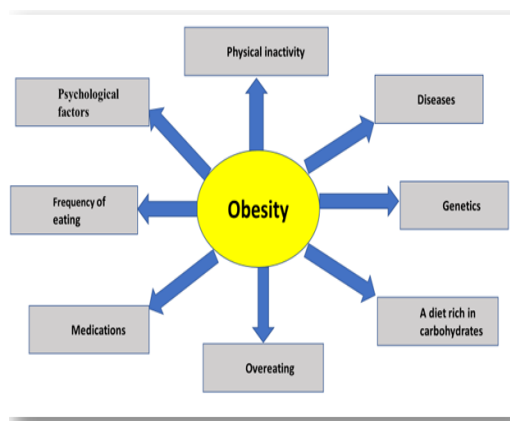 Physical inactivity
Psychological
factors
Diseases
Frequency of
eating
Obesity
Genetics
Medications
A diet rich in
carbohydrates
Overeating